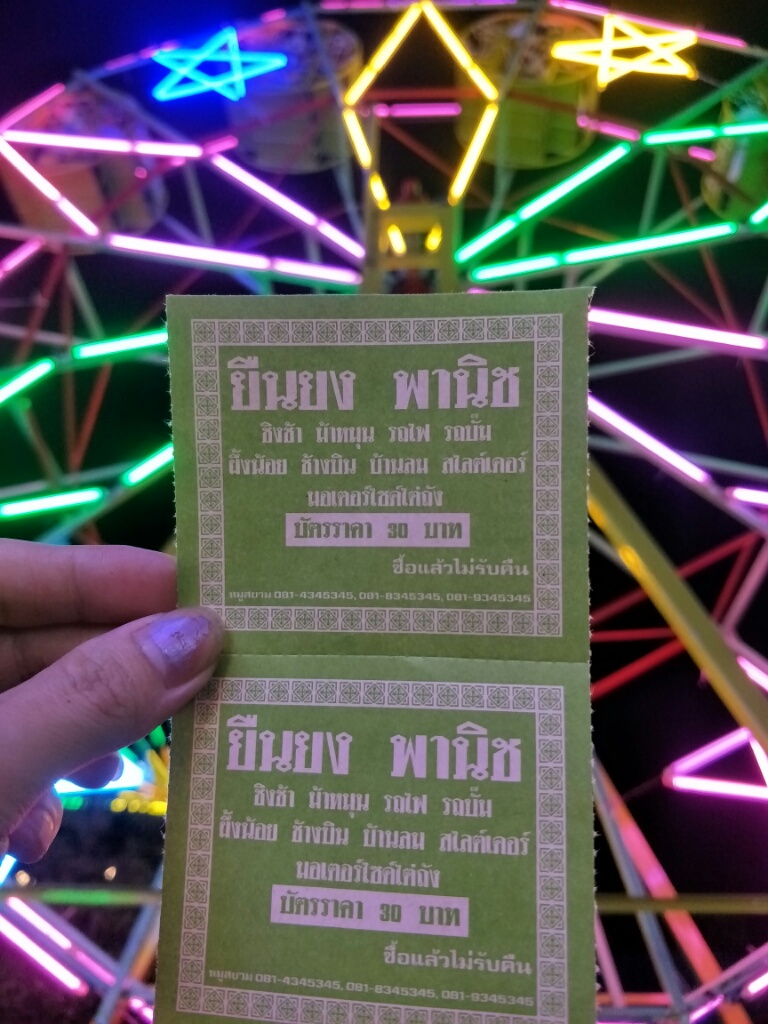 ยืนยง พานิช
ชิงช้า ม้าหมุน รถไฟ รถบั๊ม
ผึ้งน้อย ช้างบิน บ้านลม สไลด์เดอร์
มอเตอร์ไซค์ไต่ถัง
บัตรราคา 30 บาท
ซื้อแล้วไม่รับคืน
หมูสยาม 081-4345345, 081-8345345, 081-9345345
ยืนยง พานิช
ชิงช้า ม้าหมุน รถไฟ รถบั๊ม
ผึ้งน้อย ช้างบิน บ้านลม สไลด์เดอร์
มอเตอร์ไซค์ไต่ถัง
บัตรราคา 30 บาท
ซื้อแล้วไม่รับคืน
หมูสยาม 081-4345345, 081-8345345, 081-9345345